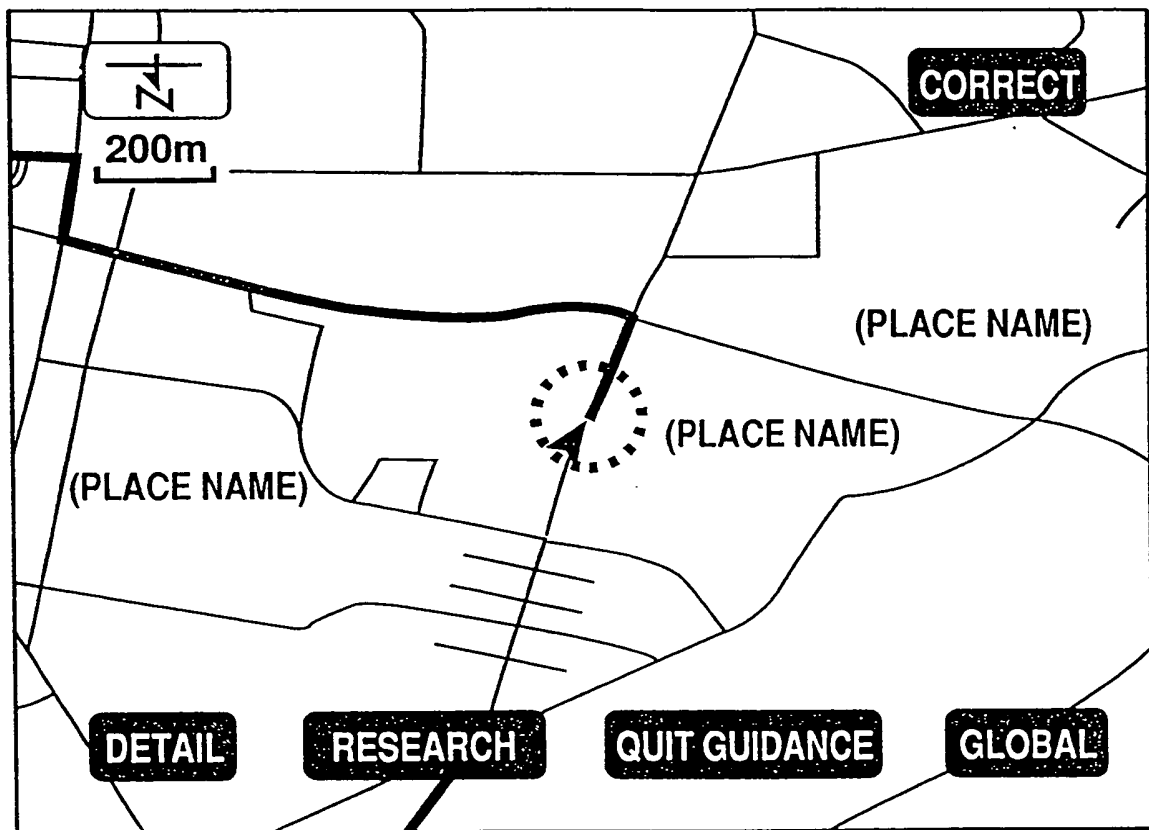 N
CORRECT
200m
(PLACE NAME)
(PLACE NAME)
(PLACE NAME)
DETAIL
RESEARCH
QUIT GUIDANCE
GLOBAL